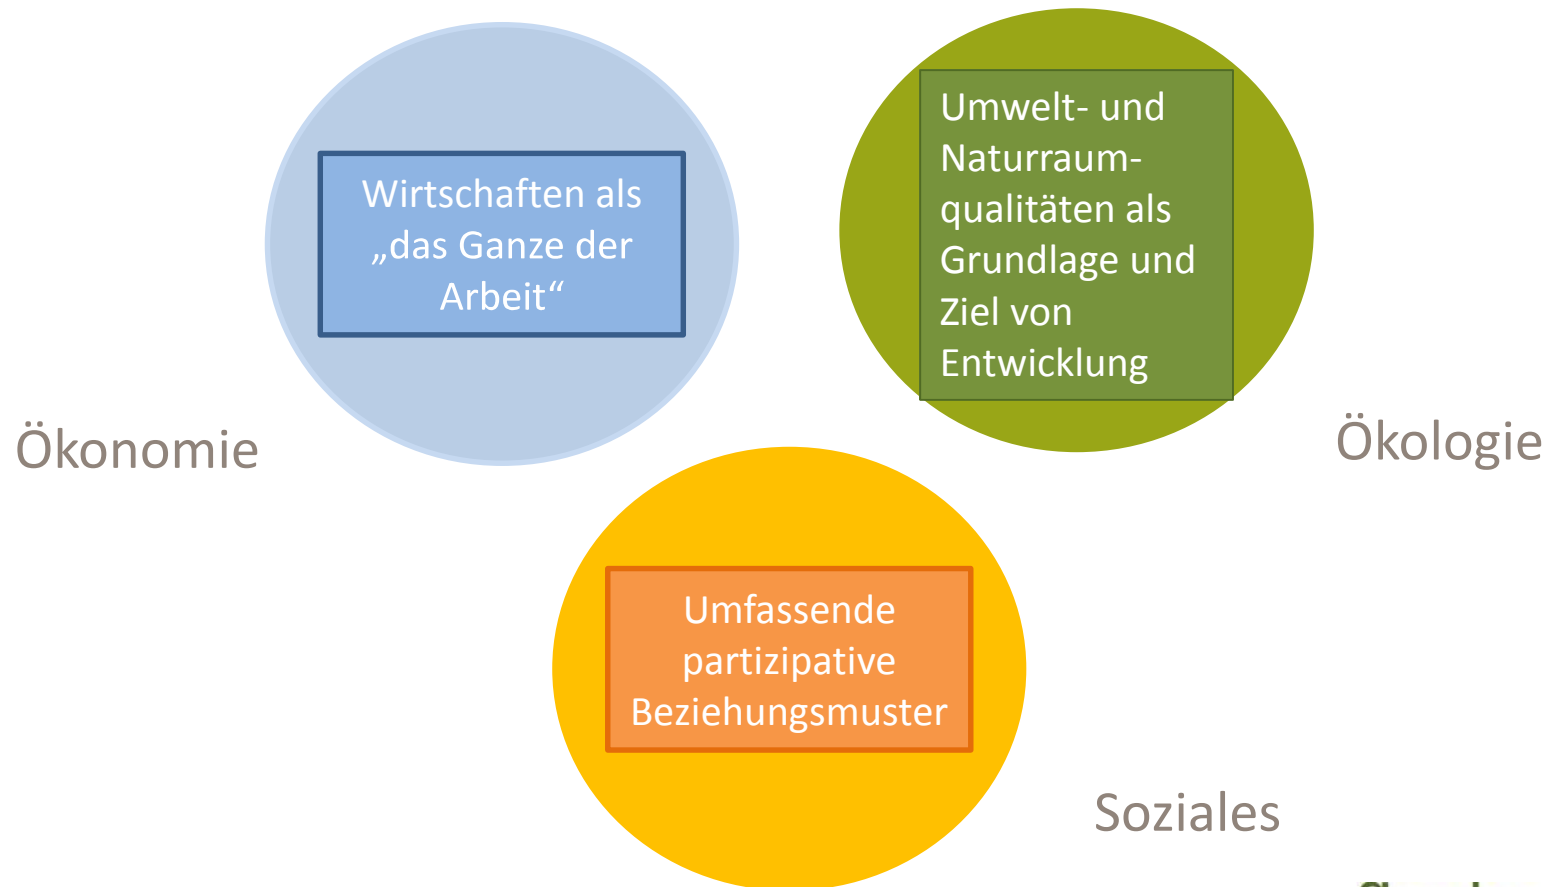 Wirtschaften als
„das Ganze der
Arbeit“
Umwelt- und
Naturraum-
qualitäten als
Grundlage und
Ziel von
Entwicklung
Ökonomie
Ökologie
Umfassende
partizipative
Beziehungsmuster
Soziales